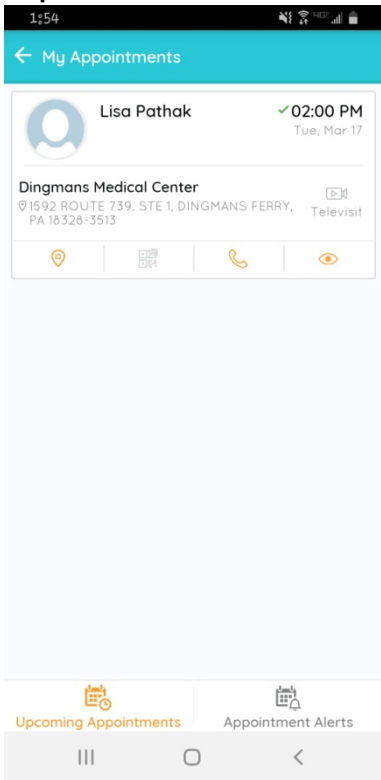 1:54
4GE
My Appointments
Lisa Pathak
02:00 PM
Tue, Mar 17
Dingmans Medical Center
1592 ROUTE 739, STE 1, DINGMANS FERRY,
PA 18328-3513
Televisit
Upcoming Appointments
Appointment Alerts